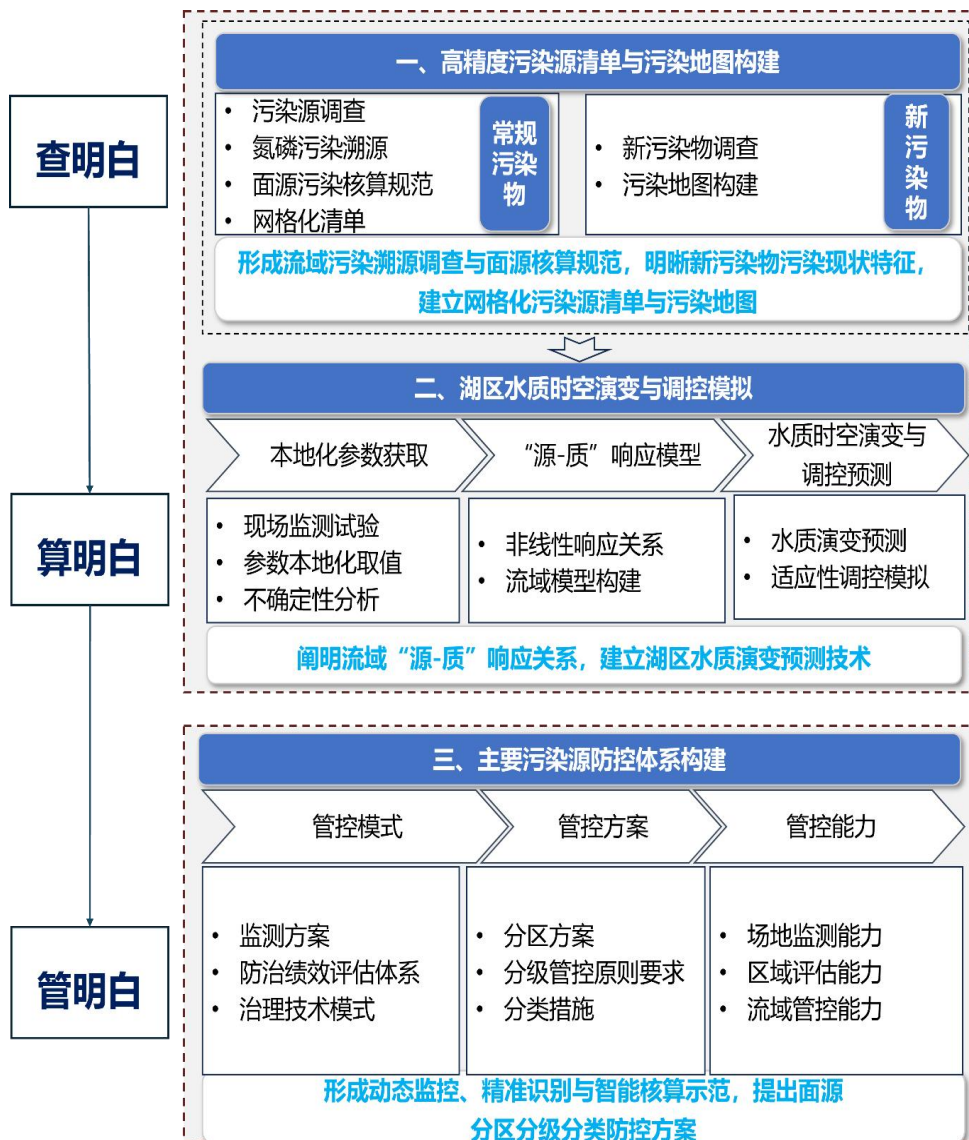 一、高精度污染源清单与污染地图构建
查明白
• 污染源调查
• 氮磷污染溯源
• 面源污染核算规范
• 网格化清单
常规
污染
物
• 新污染物调查
• 污染地图构建
新
污
染
物
形成流域污染溯源调查与面源核算规范，明晰新污染物污染现状特征，
建立网格化污染源清单与污染地图
二、湖区水质时空演变与调控模拟
算明白
本地化参数获取
“源-质”响应模型
水质时空演变与
调控预测
• 现场监测试验
• 参数本地化取值
• 不确定性分析
• 非线性响应关系
• 流域模型构建
• 水质演变预测
• 适应性调控模拟
阐明流域“源-质”响应关系，建立湖区水质演变预测技术
三、主要污染源防控体系构建
管明白
管控模式
管控方案
管控能力
• 监测方案
• 防治绩效评估体系
• 治理技术模式
• 分区方案
• 分级管控原则要求
• 分类措施
• 场地监测能力
• 区域评估能力
• 流域管控能力
形成动态监控、精准识别与智能核算示范，提出面源
分区分级分类防控方案